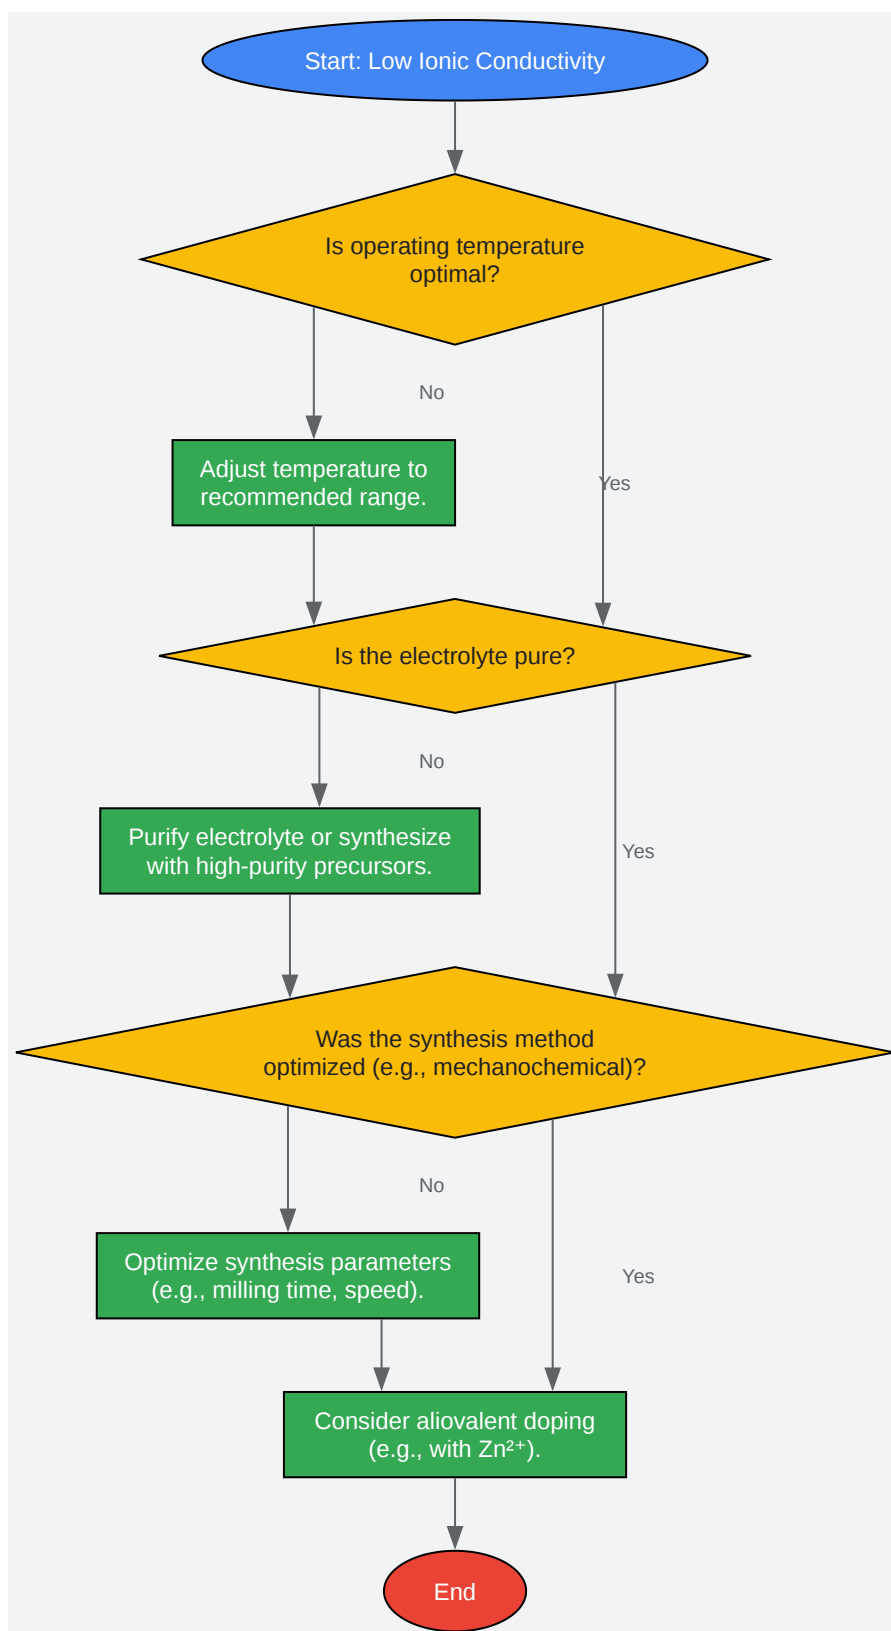 Start: Low Ionic Conductivity
Is operating temperature
optimal?
No
Adjust temperature to
recommended range.
Yes
Is the electrolyte pure?
No
Purify electrolyte or synthesize
with high-purity precursors.
Yes
Was the synthesis method
optimized (e.g., mechanochemical)?
No
Optimize synthesis parameters
(e.g., milling time, speed).
Yes
Consider aliovalent doping
(e.g., with Zn²⁺).
End